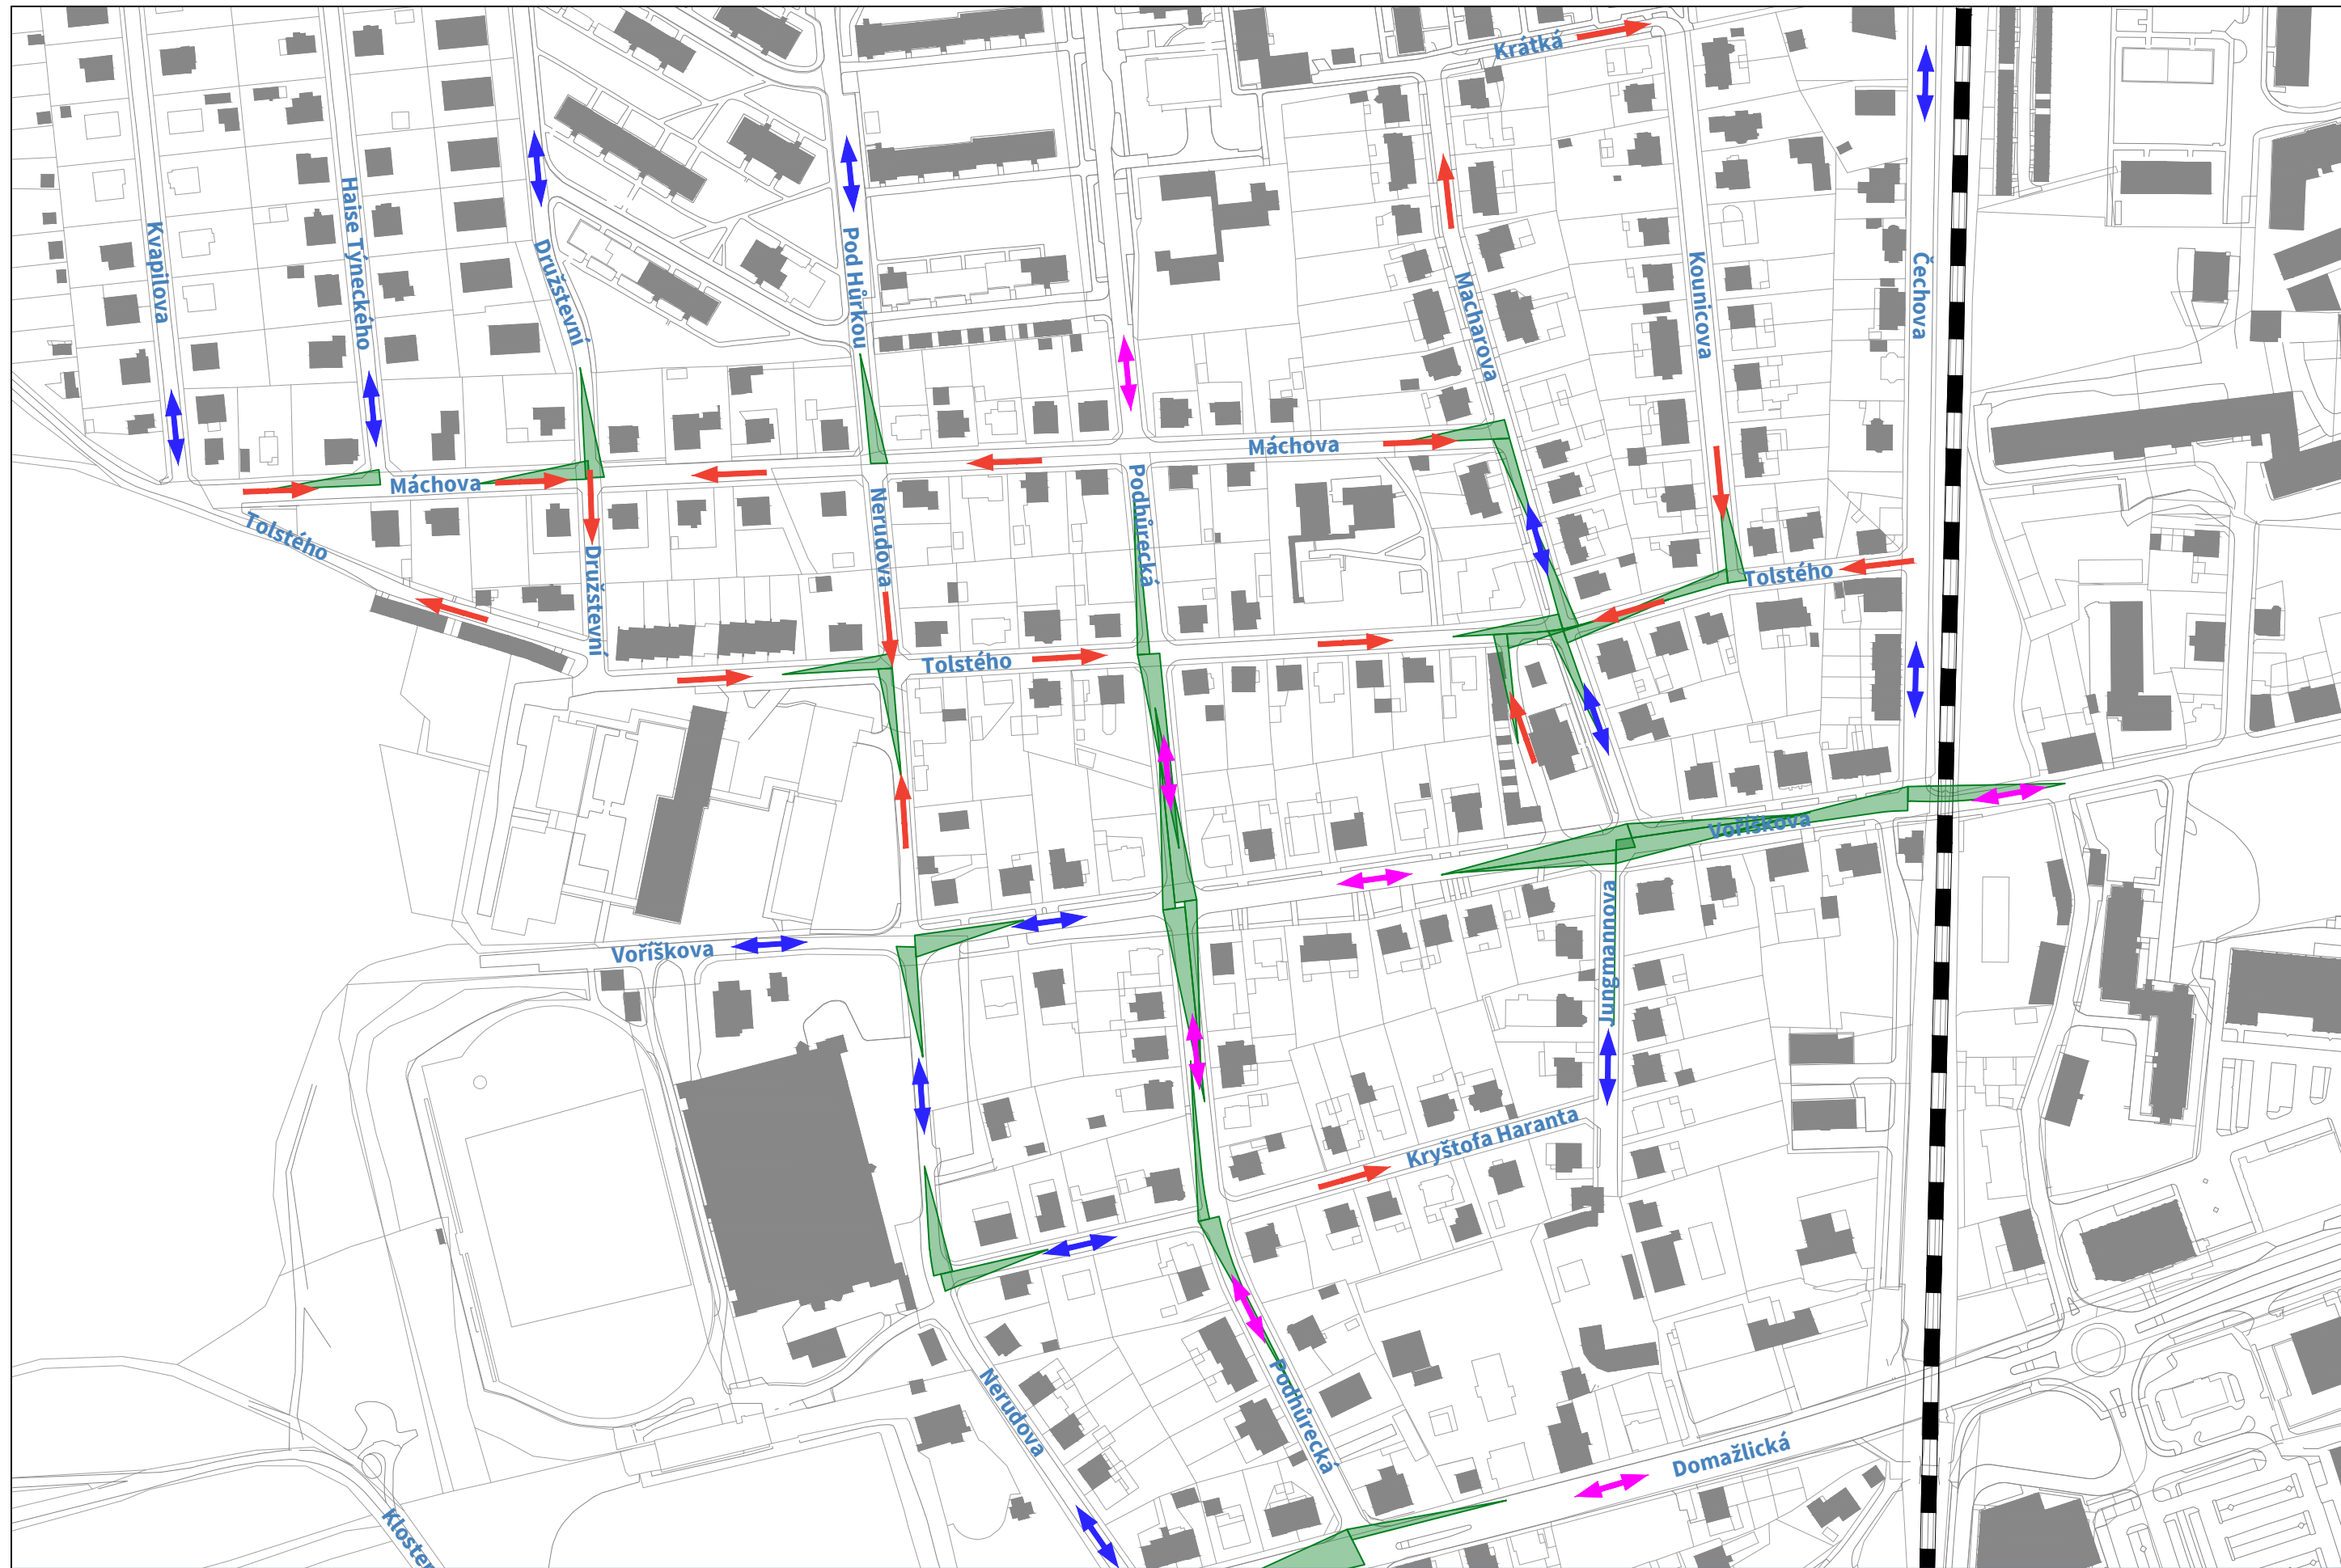 Krátká
Kvapilova
Haise Týneckého
Družstevní
Pod Hůrkou
Macharova
Kounicova
Čechova
Máchova
Máchova
Tolstého
Družstevní
Nerudova
Podhůrecká
Tolstého
Tolstého
Voříškova
Voříškova
Jungmannova
Kryštofa Haranta
Nerudova
Podhůrecká
Domažlická
Kloster